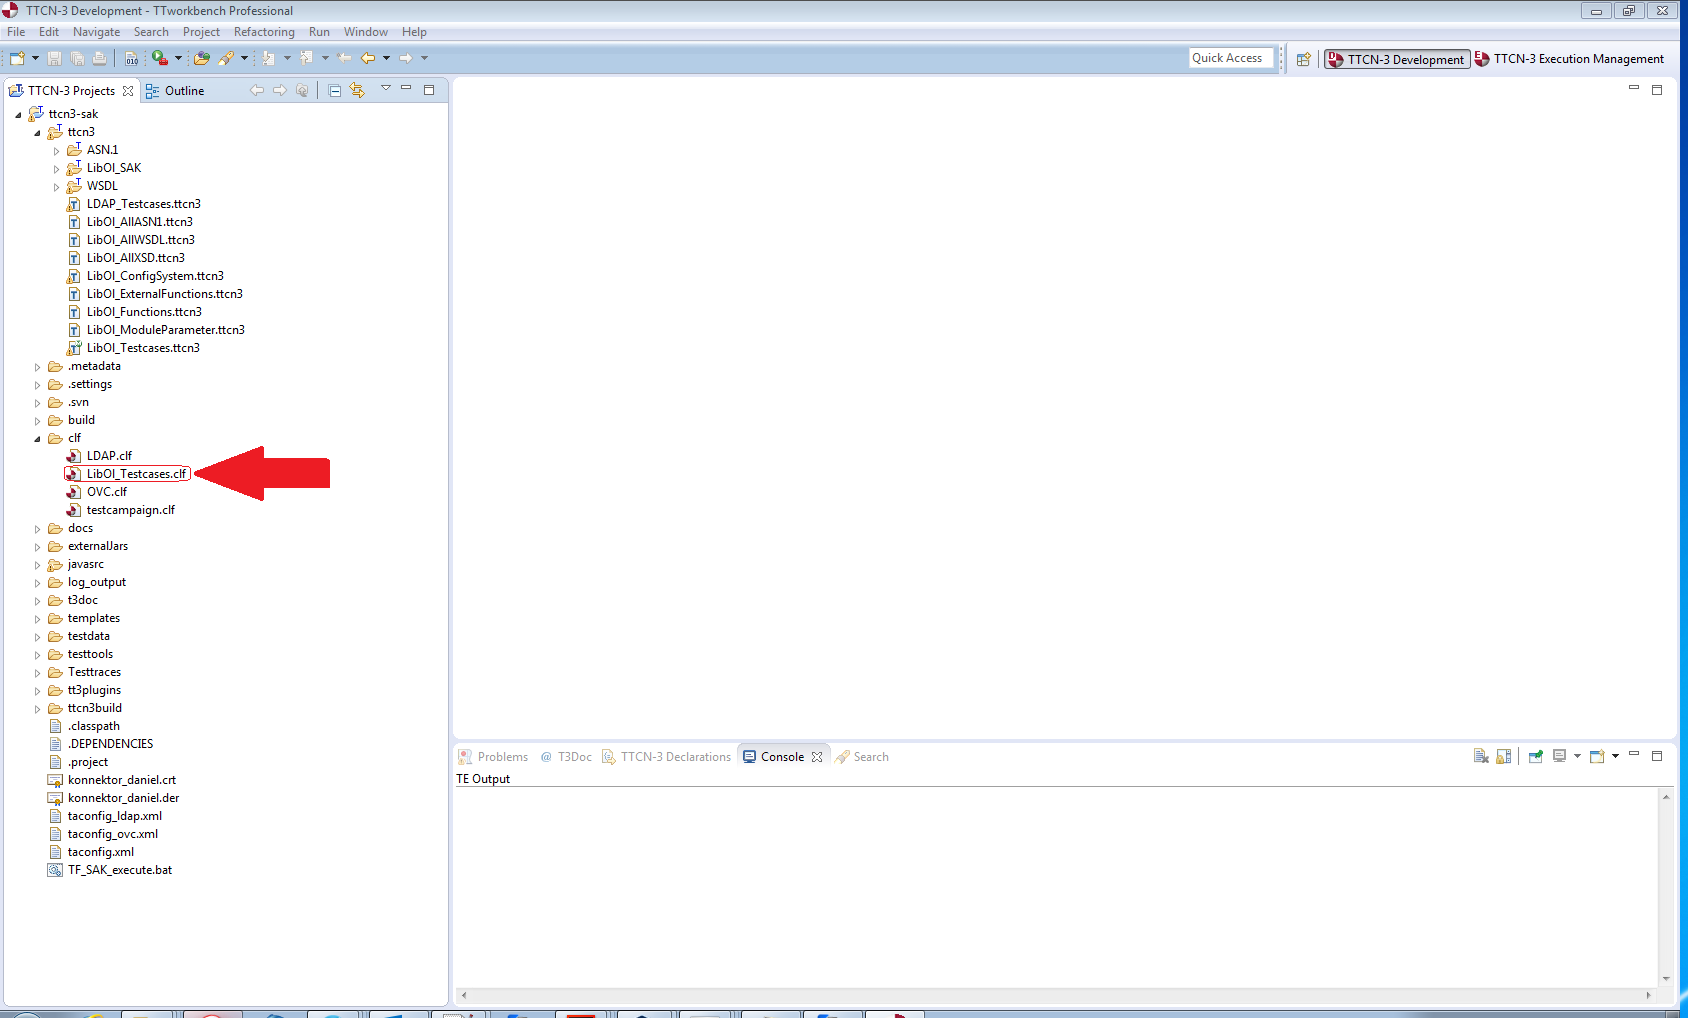 TTCN-3 Development - TTworkbench Professional
File Edit Navigate Search Project Refactoring Run Window Help
Quick Access
TTCN-3 Development
TTCN-3 Execution Management
TTCN-3 Projects
Outline
ttcn3-sak
ttcn3
ASN.1
LibOI_SAK
WSDL
LDAP_Testcases.ttcn3
LibOI_AllASN1.ttcn3
LibOI_AllWSDL.ttcn3
LibOI_AllXSD.ttcn3
LibOI_ConfigSystem.ttcn3
LibOI_ExternalFunctions.ttcn3
LibOI_Functions.ttcn3
LibOI_ModuleParameter.ttcn3
LibOI_Testcases.ttcn3
.metadata
.settings
.svn
build
clf
LDAP.clf
LibOI_Testcases.clf
OVC.clf
testcampaign.clf
docs
externalJars
javasrc
log_output
t3doc
templates
testdata
testtools
Testtraces
tt3plugins
ttcn3build
.classpath
.DEPENDENCIES
.project
konnektor_daniel.crt
konnektor_daniel.der
taconfig_ldap.xml
taconfig_ovc.xml
taconfig.xml
TF_SAK_execute.bat
Problems @ T3Doc TTCN-3 Declarations Console Search
TE Output